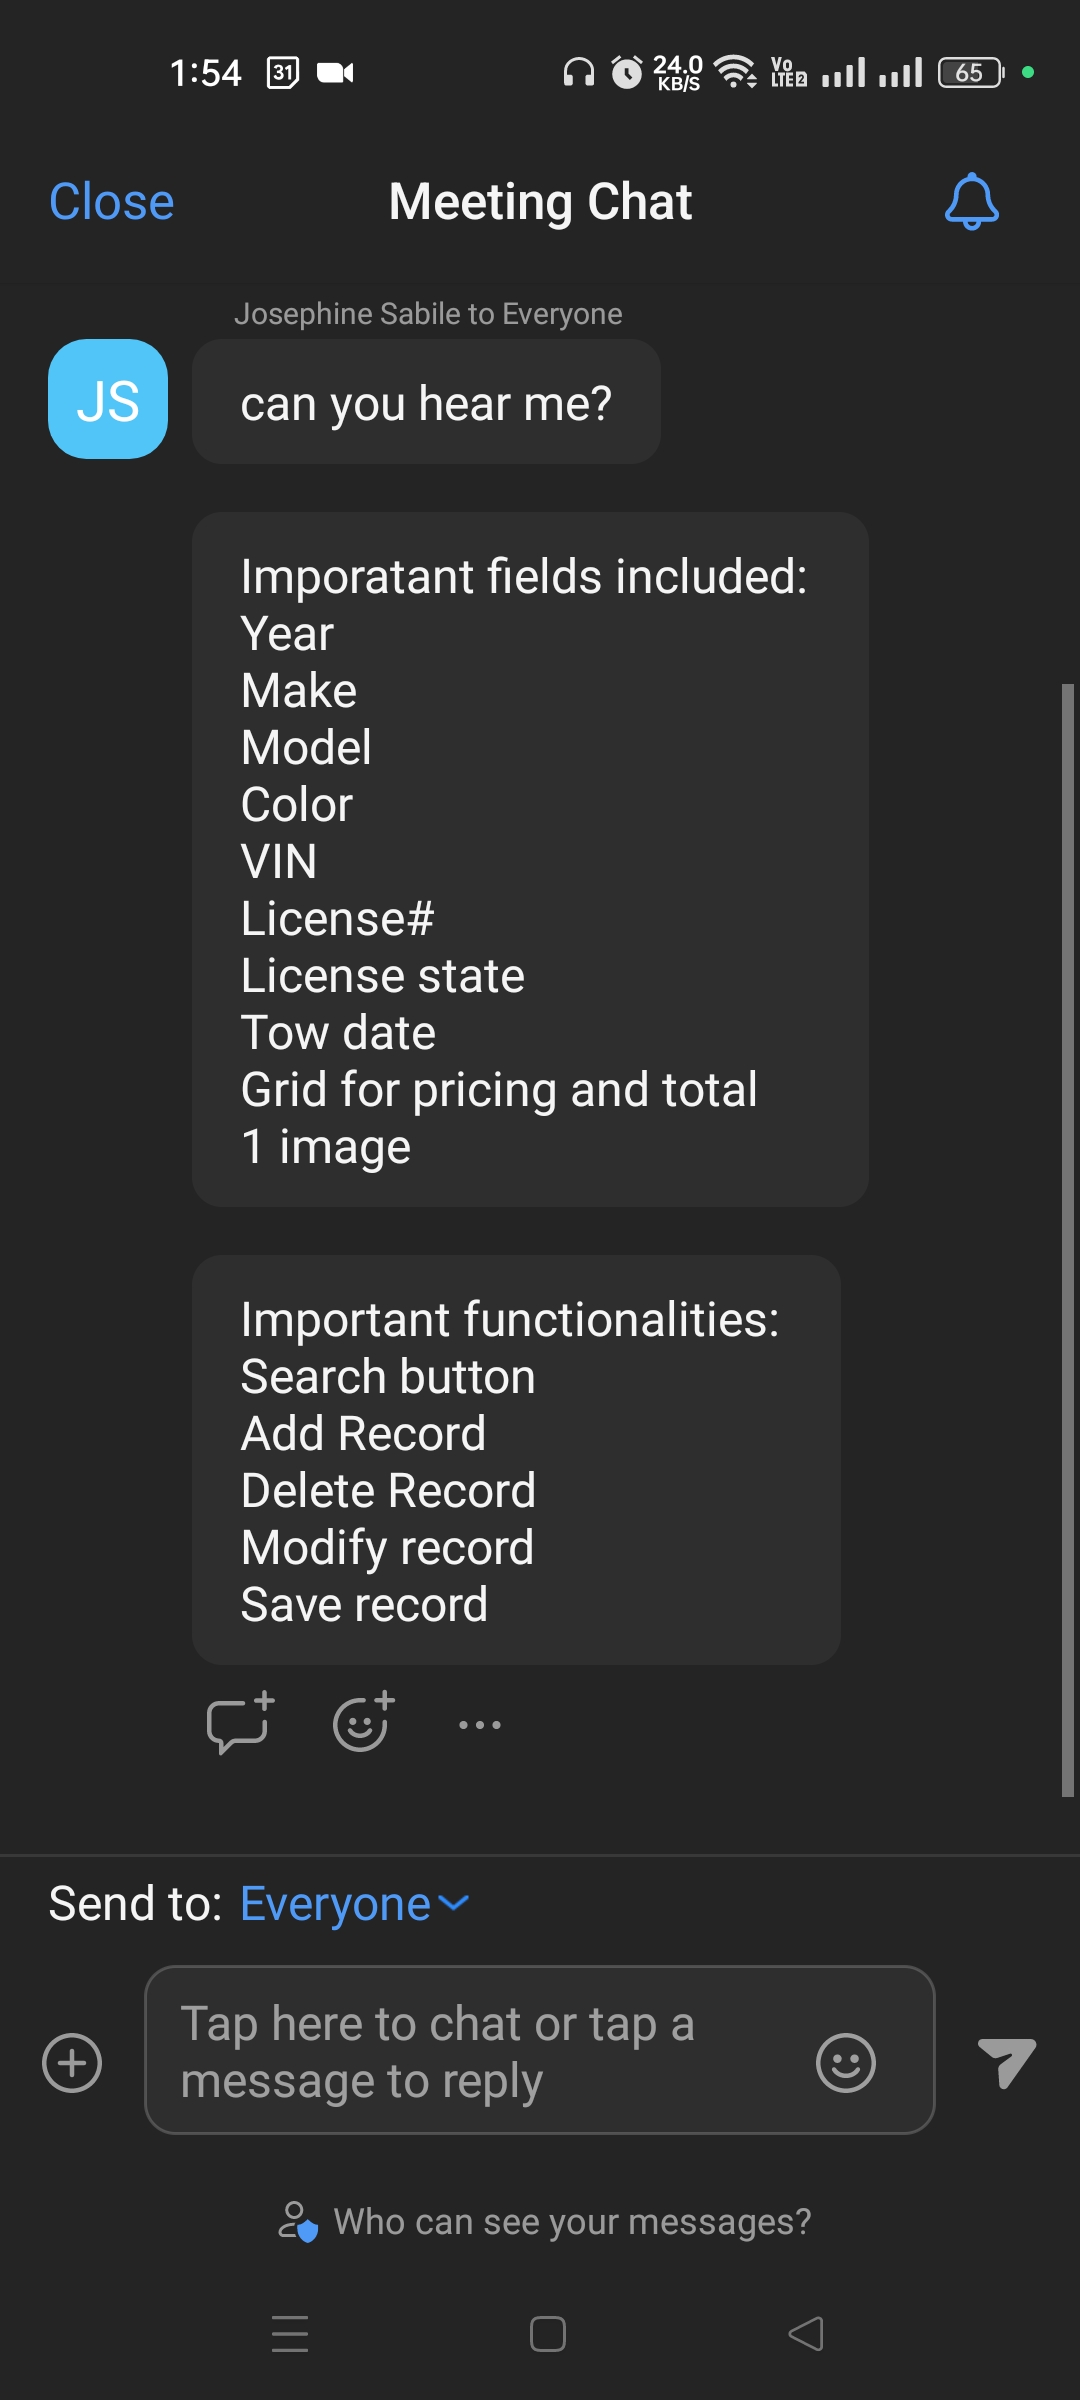 1:54 31 24.0 KB/S Vo LTE2 65
Close Meeting Chat
Josephine Sabile to Everyone
JS can you hear me?
Imporatant fields included:
Year
Make
Model
Color
VIN
License#
License state
Tow date
Grid for pricing and total
1 image
Important functionalities:
Search button
Add Record
Delete Record
Modify record
Save record
Send to: Everyone
Tap here to chat or tap a
message to reply
Who can see your messages?